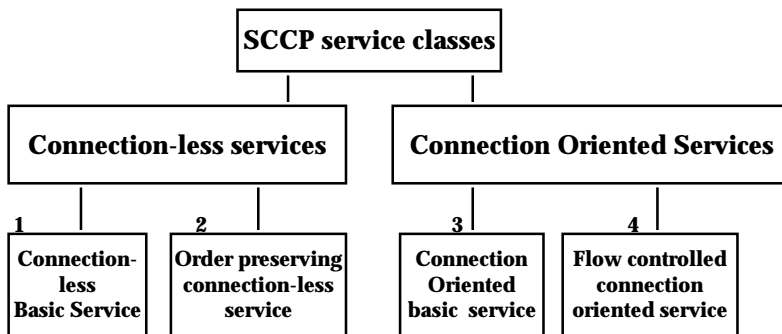 SCCP service classes
Connection-less services
Connection Oriented Services
1
2
3
4
Connection-
less
Basic Service
Order preserving
connection-less
service
Connection
Oriented
basic service
Flow controlled
connection
oriented service